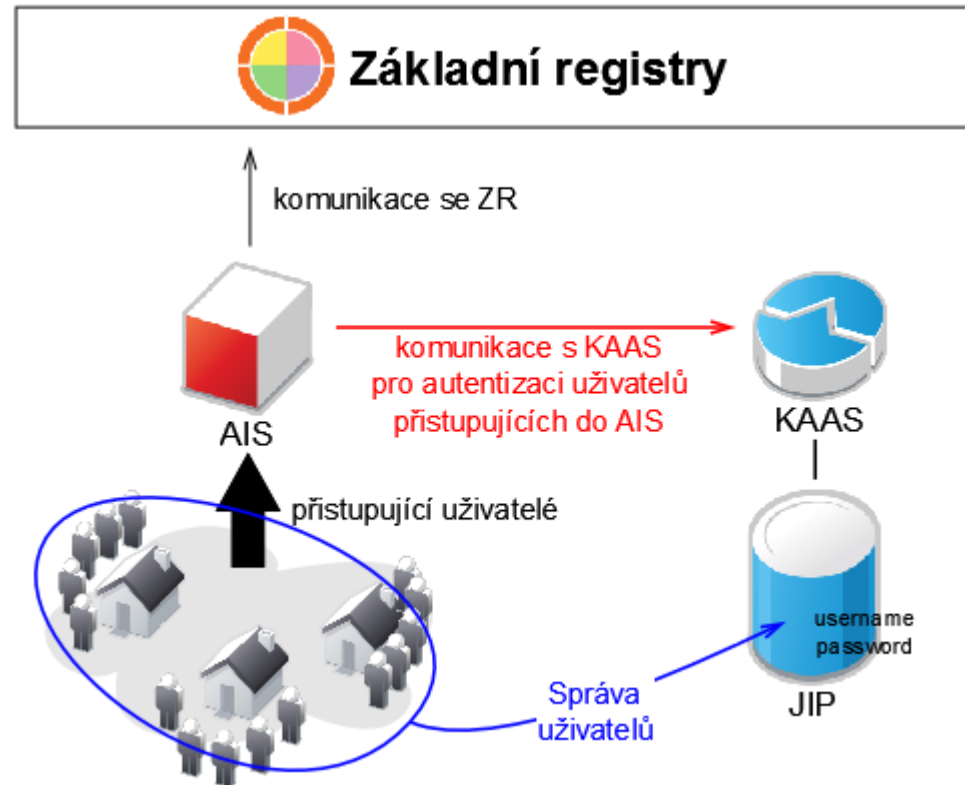 Základní registry
komunikace se ZR
komunikace s KAAS
pro autentizaci uživatelů
přistupujících do AIS
AIS
KAAS
přistupující uživatelé
username
password
JIP
Správa
uživatelů